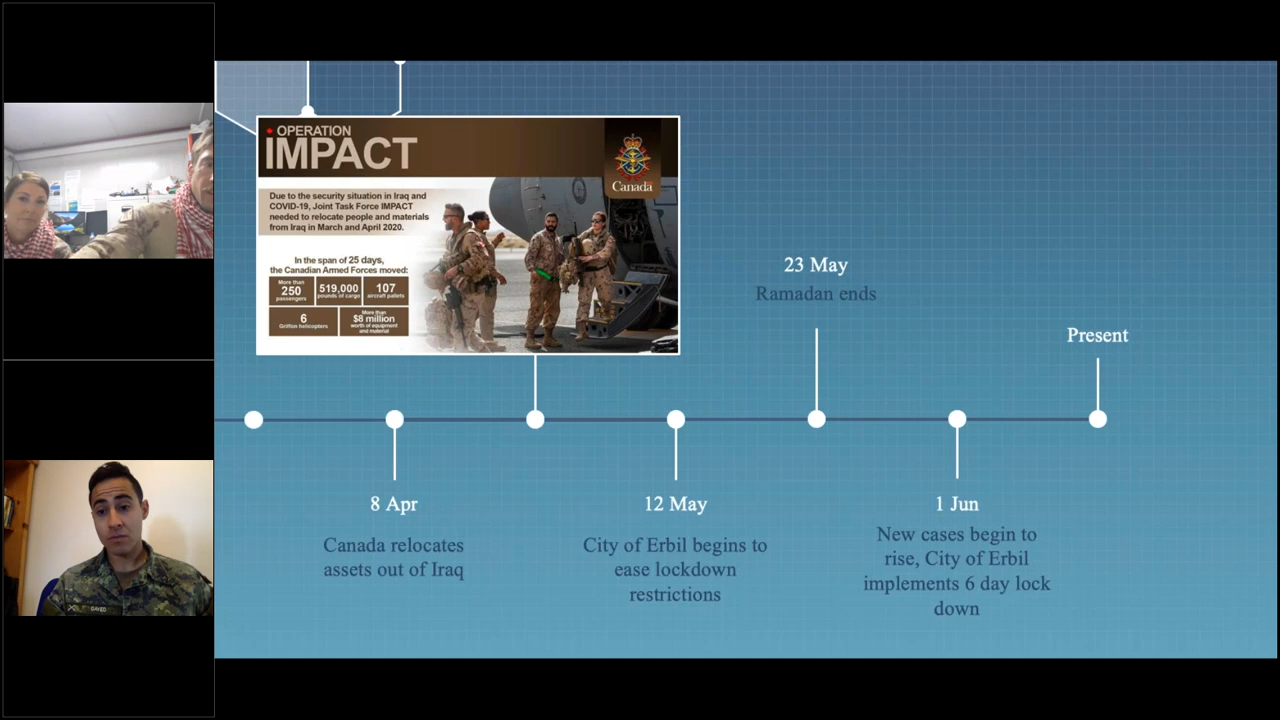 OPERATION
IMPACT
Canada
Due to the security situation in Iraq and
COVID-19, Joint Task Force IMPACT
needed to relocate people and materials
from Iraq in March and April 2020.
In the span of 25 days,
the Canadian Armed Forces moved:
More than
250
passengers
519,000
pounds of cargo
107
aircraft pallets
6
Griffon helicopters
More than
$8 million
worth of equipment
and material
23 May
Ramadan ends
Present
8 Apr
Canada relocates
assets out of Iraq
12 May
City of Erbil begins to
ease lockdown
restrictions
1 Jun
New cases begin to
rise, City of Erbil
implements 6 day lock
down